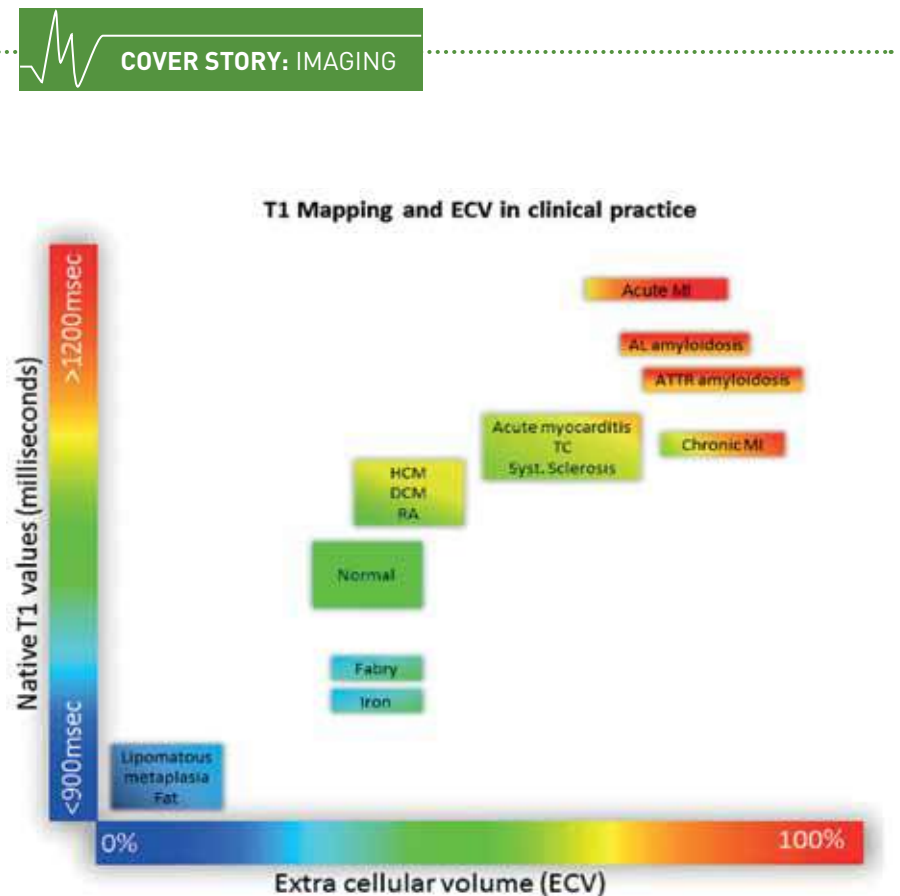 COVER STORY: IMAGING
T1 Mapping and ECV in clinical practice
Native T1 values (milliseconds)
>1200msec
<900msec
Acute MI
AL amyloidosis
ATTR amyloidosis
Acute myocarditis
TC
Syst. Sclerosis
Chronic MI
HCM
DCM
RA
Normal
Fabry
Iron
Lipomatous
metaplasia
Fat
0%
100%
Extra cellular volume (ECV)